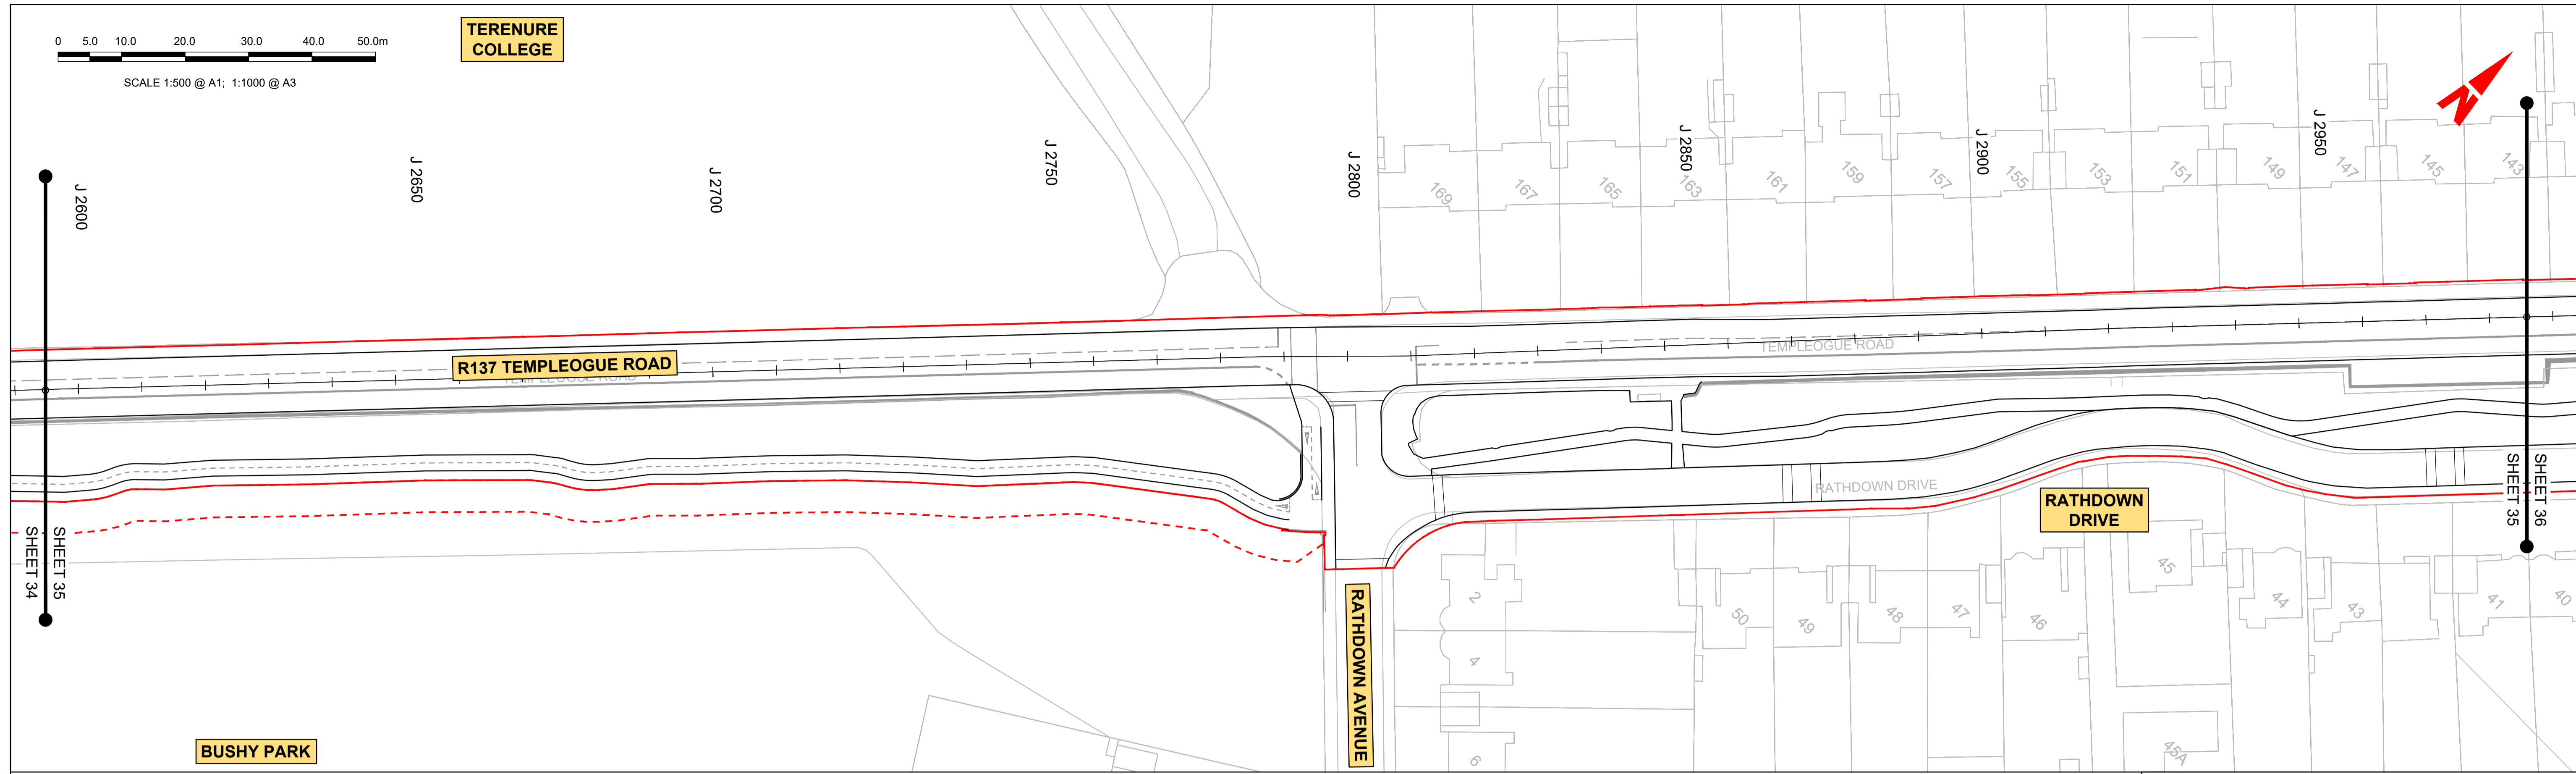 TERENURE
COLLEGE
0 5.0 10.0 20.0 30.0 40.0 50.0m
SCALE 1:500 @ A1; 1:1000 @ A3
N
J 2600
J 2650
J 2700
J 2750
J 2800
J 2850
J 2900
J 2950
169
167
165
163
161
159
157
155
153
151
149
147
145
143
R137 TEMPLEOGUE ROAD
TEMPLEOGUE ROAD
TEMPLEOGUE ROAD
RATHDOWN DRIVE
RATHDOWN
DRIVE
SHEET 35
SHEET 34
SHEET 36
SHEET 35
RATHDOWN AVENUE
2
4
6
50
49
48
47
46
45
45A
44
43
41
40
BUSHY PARK